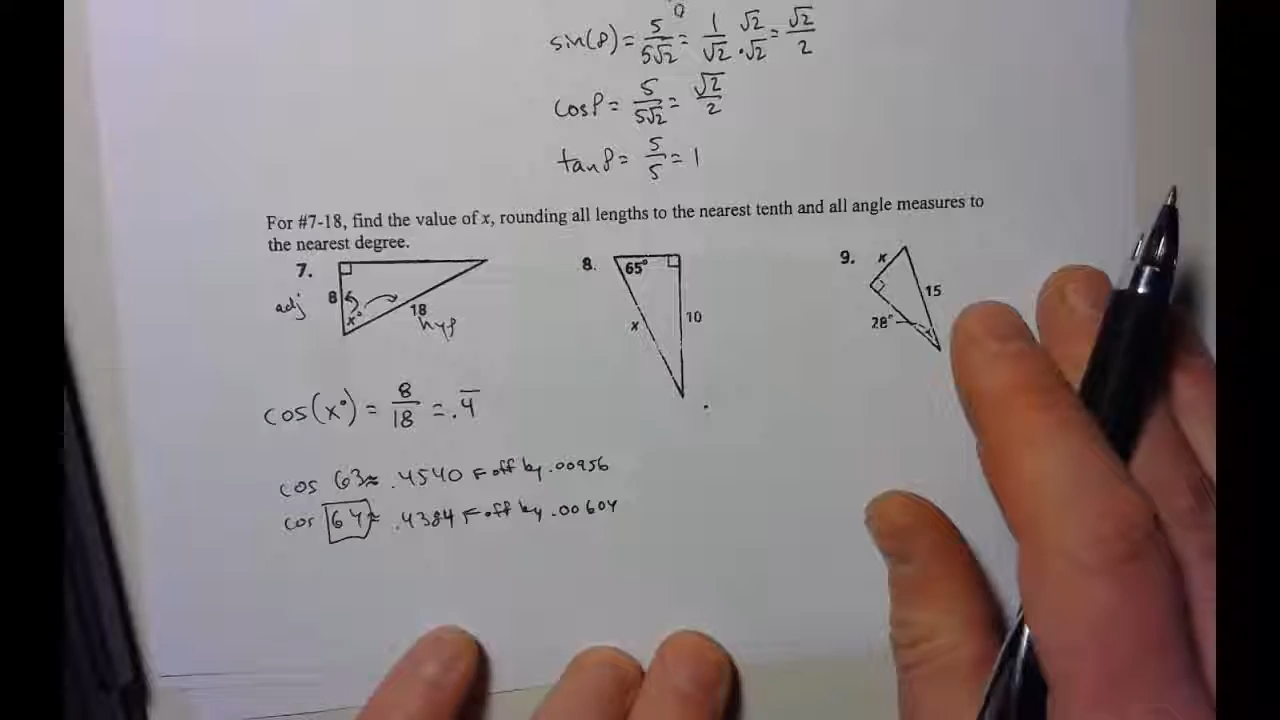 sin(P) = 5/5√2 = 1/√2 · √2/√2 = √2/2
cosP = 5/5√2 = √2/2
tanP = 5/5 = 1
For #7-18, find the value of x, rounding all lengths to the nearest tenth and all angle measures to
the nearest degree.
7.
adj
8
x°
18
hyp
8.
65°
x
10
9.
x
15
28°
cos(x°) = 8/18 = .4̅
cos 63 ≈ .4540 ← off by .00956
cos 64 ≈ .4384 ← off by .00604